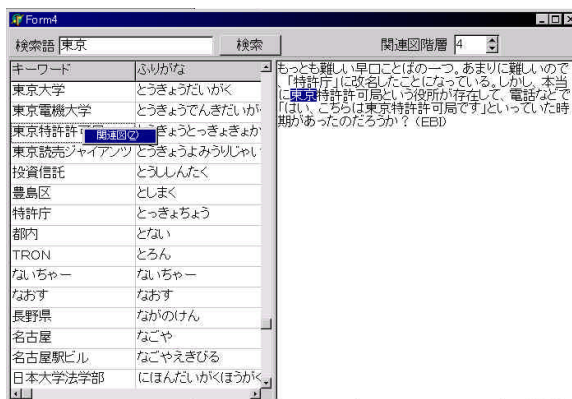 Form4
検索語 東京 検索 関連図階層 4
キーワード ふりがな
東京大学 とうきょうだいがく
東京電機大学 とうきょうでんきだいが
東京特許許 きょうとっきょきょか
関連図(Z)
東京読売ジャイアンツ とうきょうよみうりじゃい
投資信託 とうししんたく
豊島区 としまく
特許庁 とっきょちょう
都内 とない
TRON とろん
ないちゃー ないちゃー
なおす なおす
長野県 ながのけん
名古屋 なごや
名古屋駅ビル なごやえきびる
日本大学法学部 にほんだいがくほうがく
もっとも難しい早口ことばの一つ。あまりに難しいので
「特許庁」に改名したことになっている。しかし、本当
に東京特許許可局という役所が存在して、電話などで
「はい、こちらは東京特許許可局です」といっていた時
期があったのだろうか？（EBI）